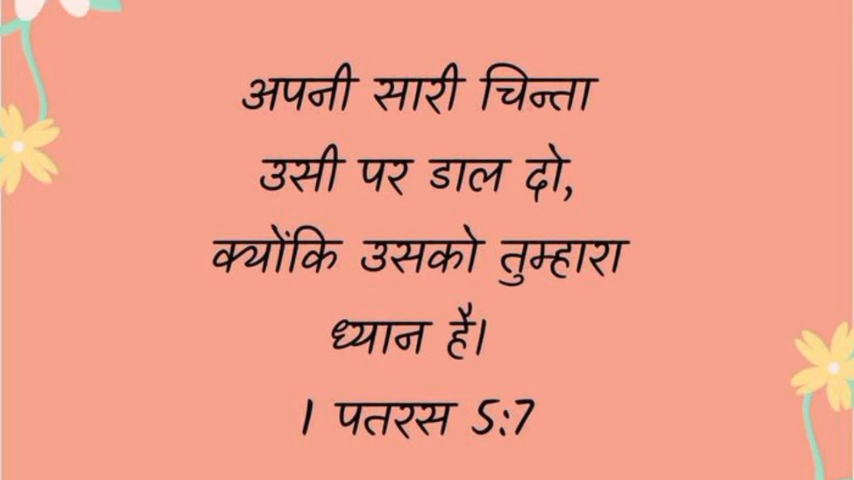 अपनी सारी चिन्ता
उसी पर डाल दो,
क्योंकि उसको तुम्हारा
ध्यान है।
1 पतरस 5:7